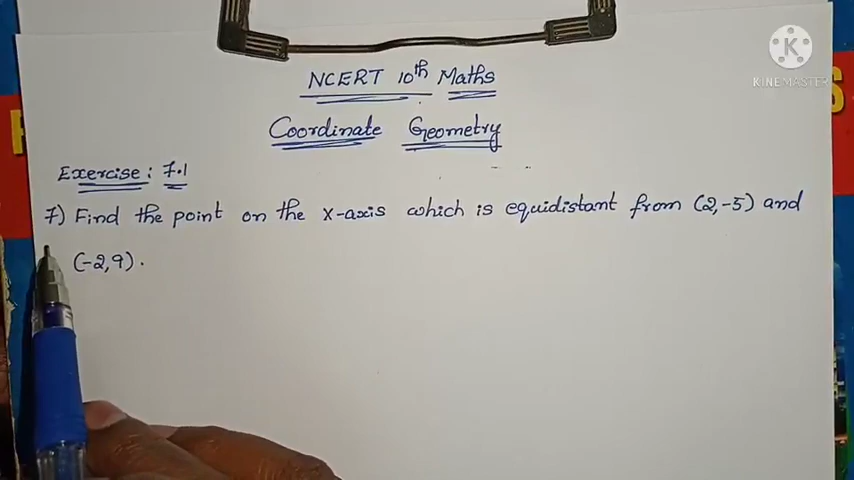 NCERT 10th Maths
KINEMASTER
Coordinate Geometry
Exercise : 7.1
7) Find the point on the x-axis which is equidistant from (2,-5) and
(-2,9).